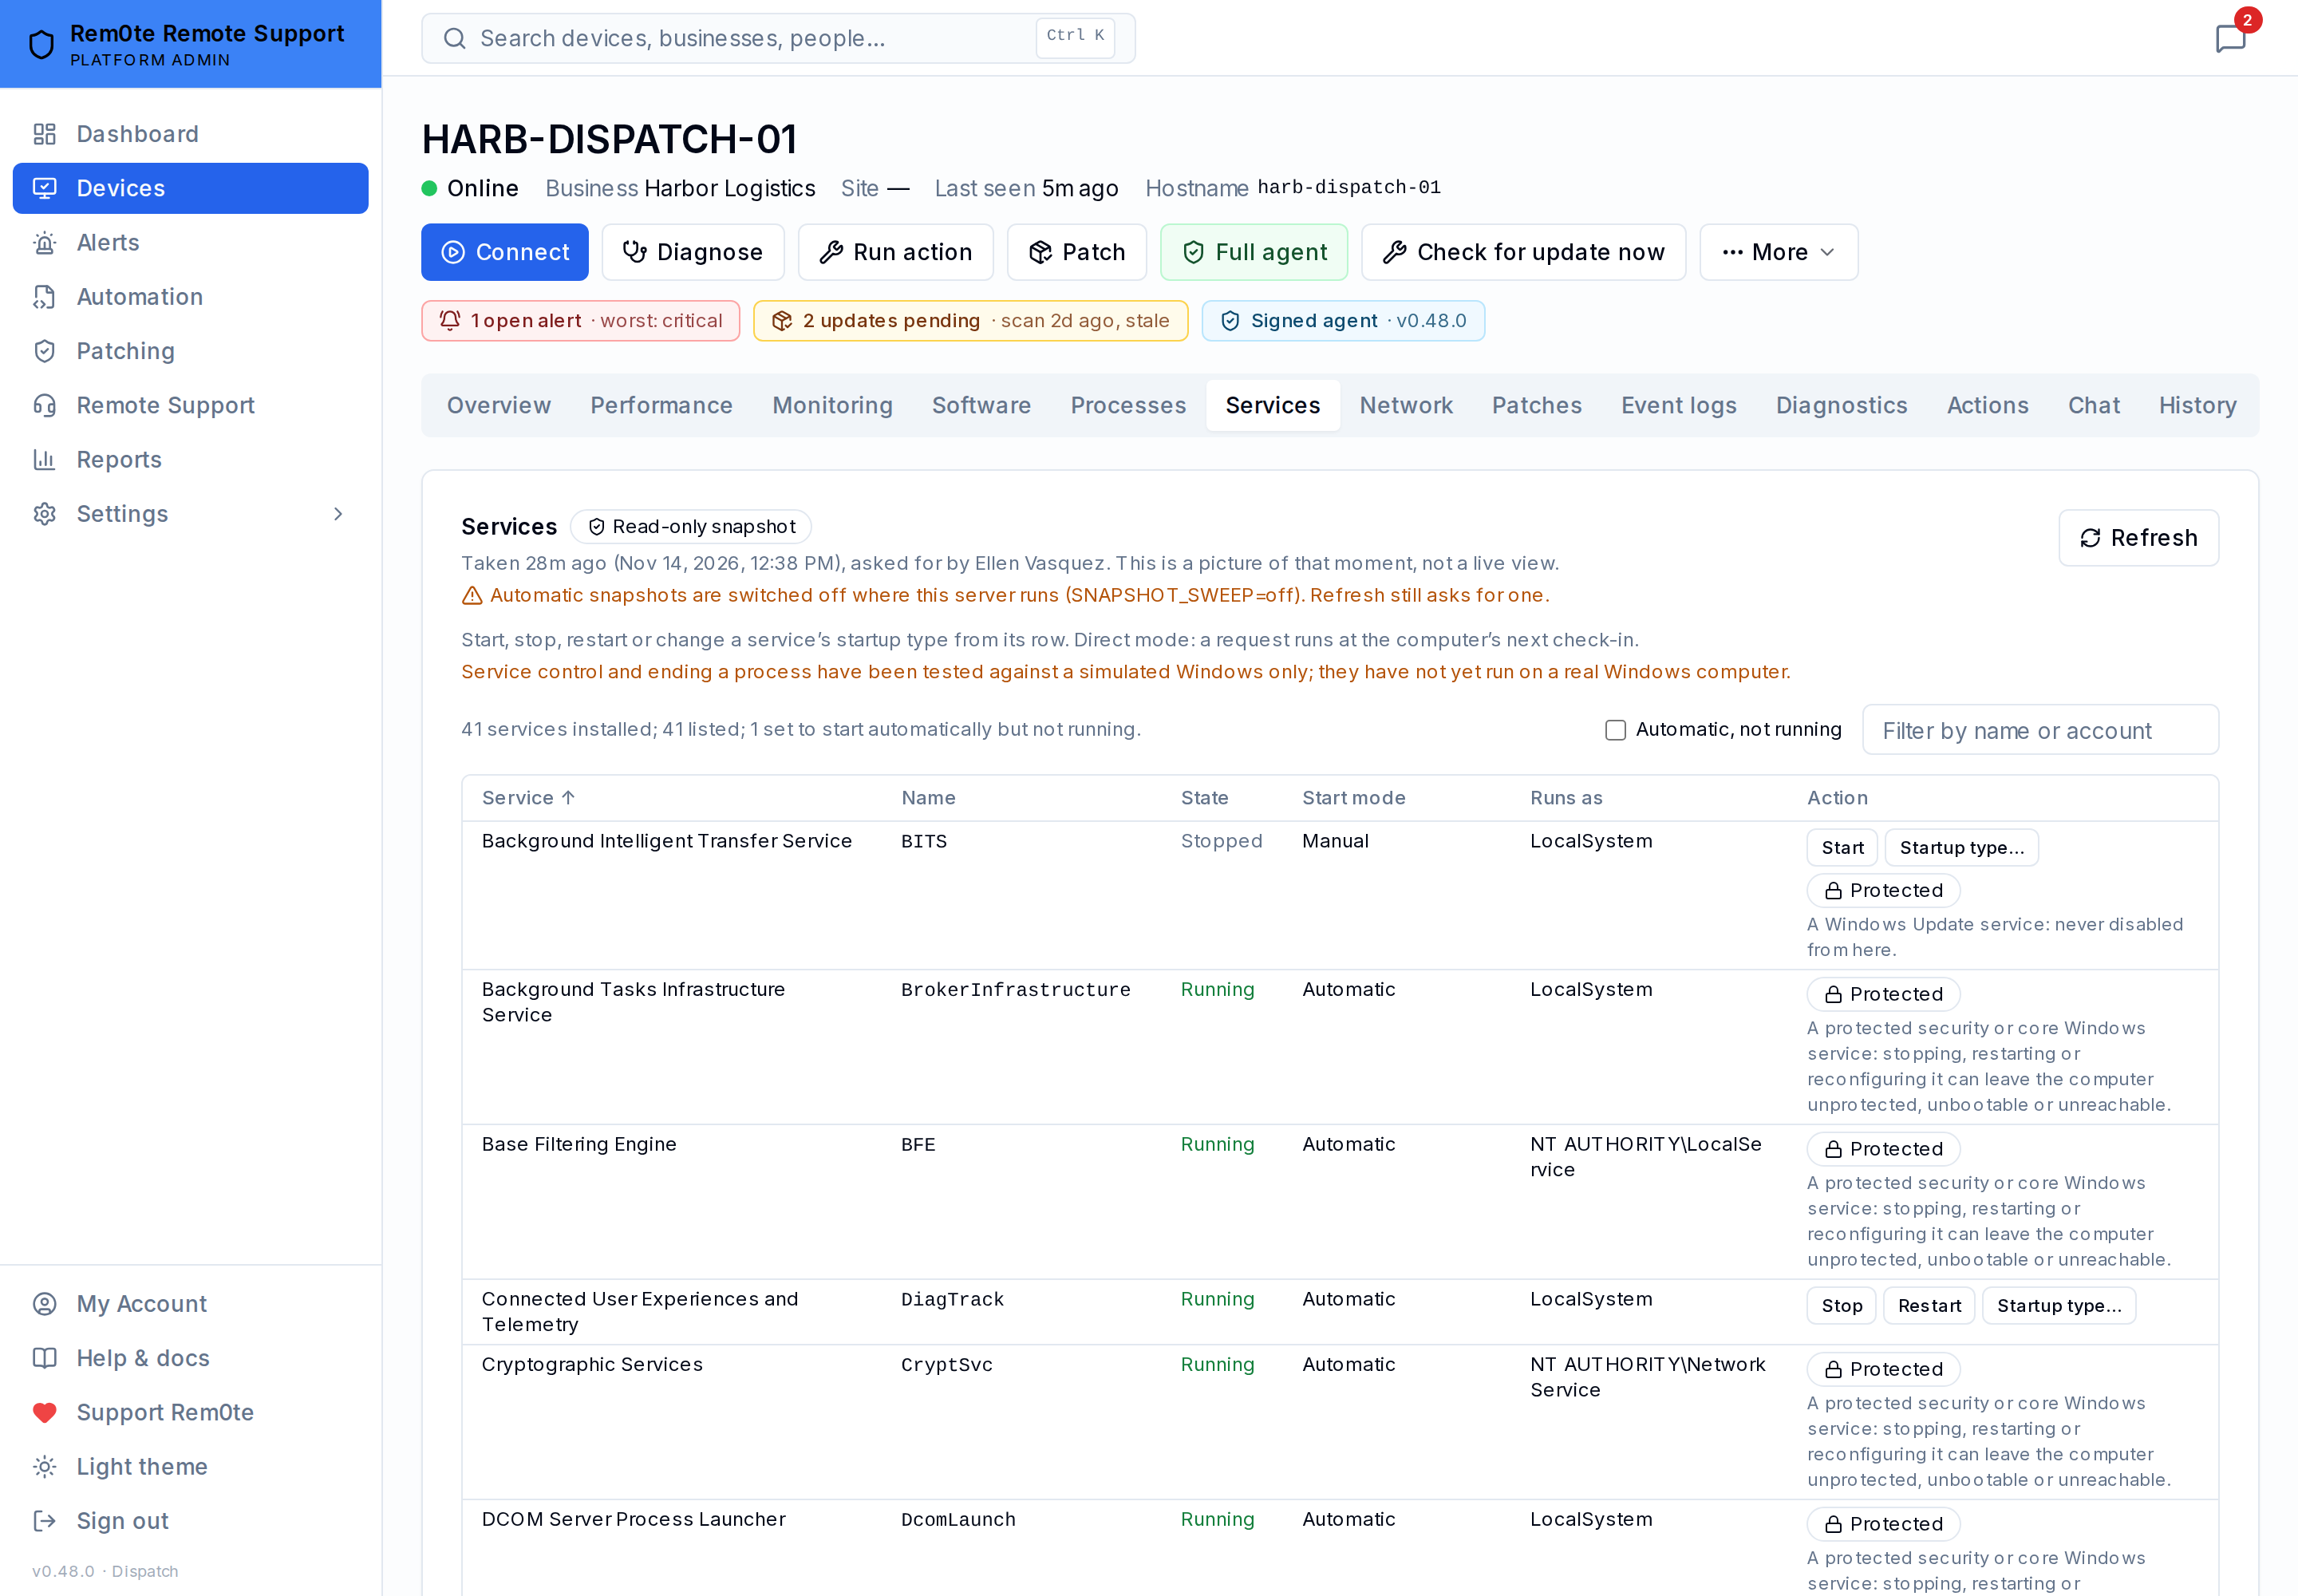 Rem0te Remote Support
PLATFORM ADMIN
Search devices, businesses, people...
Ctrl K
2
Dashboard
Devices
Alerts
Automation
Patching
Remote Support
Reports
Settings
My Account
Help & docs
Support Rem0te
Light theme
Sign out
v0.48.0 · Dispatch
HARB-DISPATCH-01
Online Business Harbor Logistics Site — Last seen 5m ago Hostname harb-dispatch-01
Connect Diagnose Run action Patch Full agent Check for update now ··· More
1 open alert · worst: critical 2 updates pending · scan 2d ago, stale Signed agent · v0.48.0
Overview Performance Monitoring Software Processes Services Network Patches Event logs Diagnostics Actions Chat History
Services Read-only snapshot
Refresh
Taken 28m ago (Nov 14, 2026, 12:38 PM), asked for by Ellen Vasquez. This is a picture of that moment, not a live view.
Automatic snapshots are switched off where this server runs (SNAPSHOT_SWEEP=off). Refresh still asks for one.
Start, stop, restart or change a service’s startup type from its row. Direct mode: a request runs at the computer’s next check-in.
Service control and ending a process have been tested against a simulated Windows only; they have not yet run on a real Windows computer.
41 services installed; 41 listed; 1 set to start automatically but not running.
Automatic, not running
Filter by name or account
Service ↑ Name State Start mode Runs as Action
Background Intelligent Transfer Service BITS Stopped Manual LocalSystem Start Startup type...
Protected
A Windows Update service: never disabled
from here.
Background Tasks Infrastructure
Service
BrokerInfrastructure Running Automatic LocalSystem
Protected
A protected security or core Windows
service: stopping, restarting or
reconfiguring it can leave the computer
unprotected, unbootable or unreachable.
Base Filtering Engine BFE Running Automatic
NT AUTHORITY\LocalSe
rvice
Protected
A protected security or core Windows
service: stopping, restarting or
reconfiguring it can leave the computer
unprotected, unbootable or unreachable.
Connected User Experiences and
Telemetry
DiagTrack Running Automatic LocalSystem Stop Restart Startup type...
Cryptographic Services CryptSvc Running Automatic
NT AUTHORITY\Network
Service
Protected
A protected security or core Windows
service: stopping, restarting or
reconfiguring it can leave the computer
unprotected, unbootable or unreachable.
DCOM Server Process Launcher DcomLaunch Running Automatic LocalSystem
Protected
A protected security or core Windows
service: stopping, restarting or